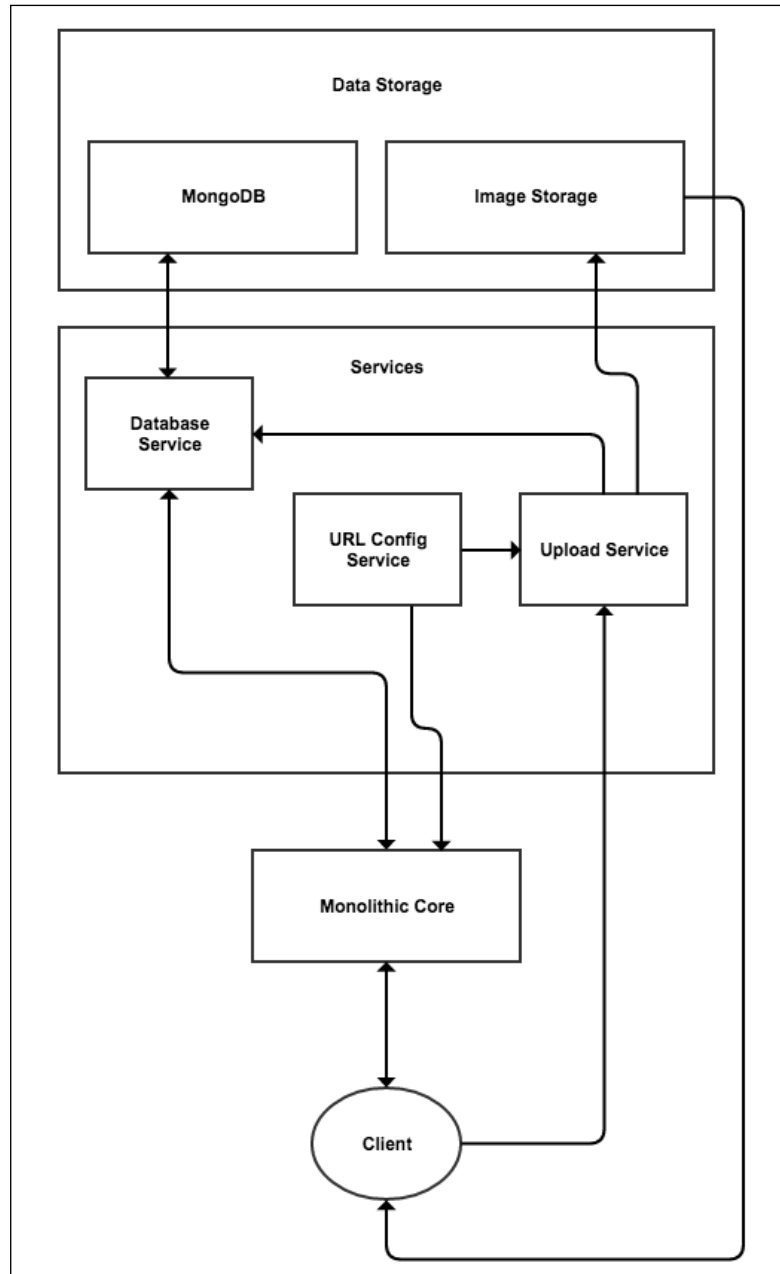 Data Storage
MongoDB
Image Storage
Services
Database
Service
URL Config
Service
Upload Service
Monolithic Core
Client